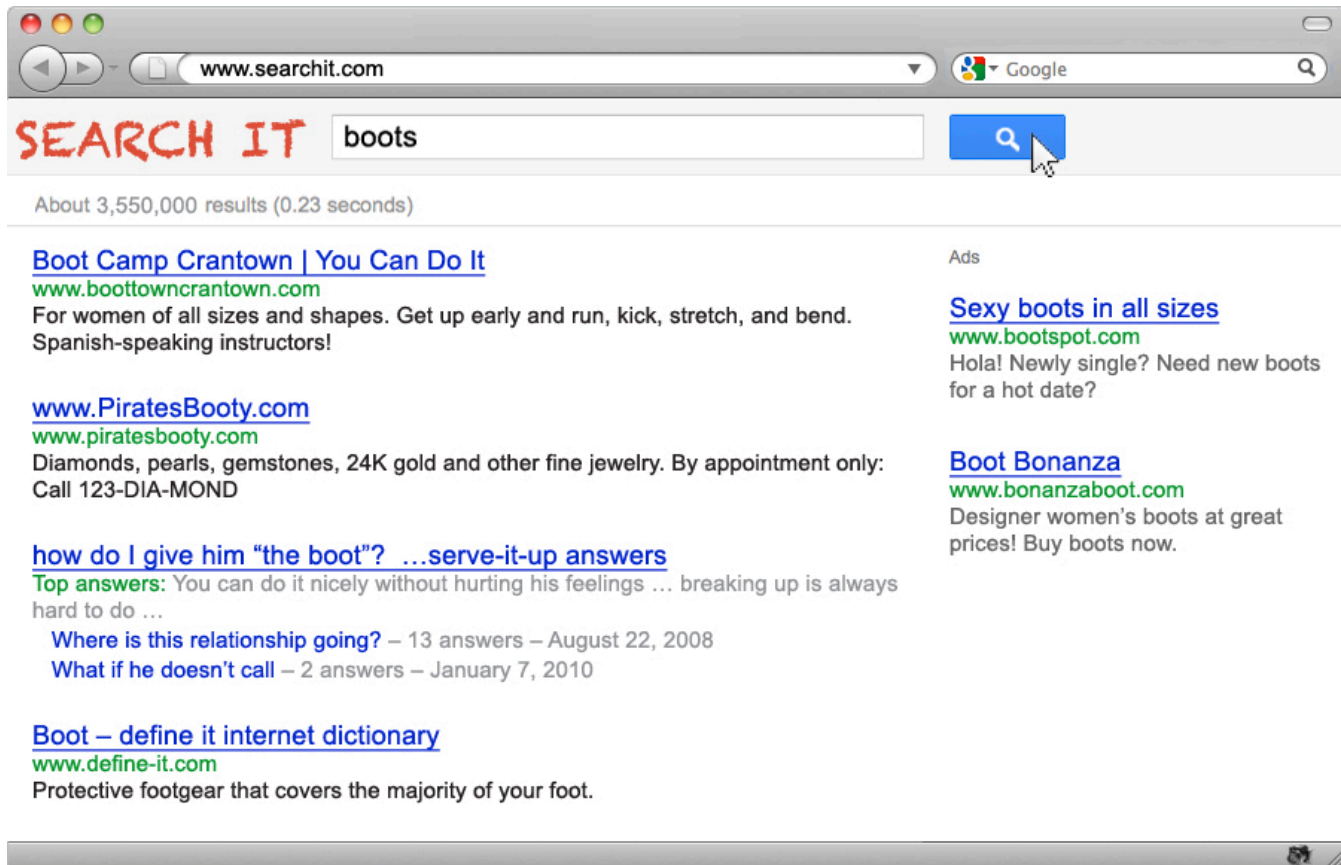 www.searchit.com
Google
SEARCH IT
boots
About 3,550,000 results (0.23 seconds)
Boot Camp Crantown | You Can Do It
www.boottowncrantown.com
For women of all sizes and shapes. Get up early and run, kick, stretch, and bend.
Spanish-speaking instructors!
www.PiratesBooty.com
www.piratesbooty.com
Diamonds, pearls, gemstones, 24K gold and other fine jewelry. By appointment only:
Call 123-DIA-MOND
how do I give him “the boot”? …serve-it-up answers
Top answers: You can do it nicely without hurting his feelings … breaking up is always
hard to do …
Where is this relationship going? – 13 answers – August 22, 2008
What if he doesn’t call – 2 answers – January 7, 2010
Boot – define it internet dictionary
www.define-it.com
Protective footgear that covers the majority of your foot.
Ads
Sexy boots in all sizes
www.bootspot.com
Hola! Newly single? Need new boots
for a hot date?
Boot Bonanza
www.bonanzaboot.com
Designer women’s boots at great
prices! Buy boots now.